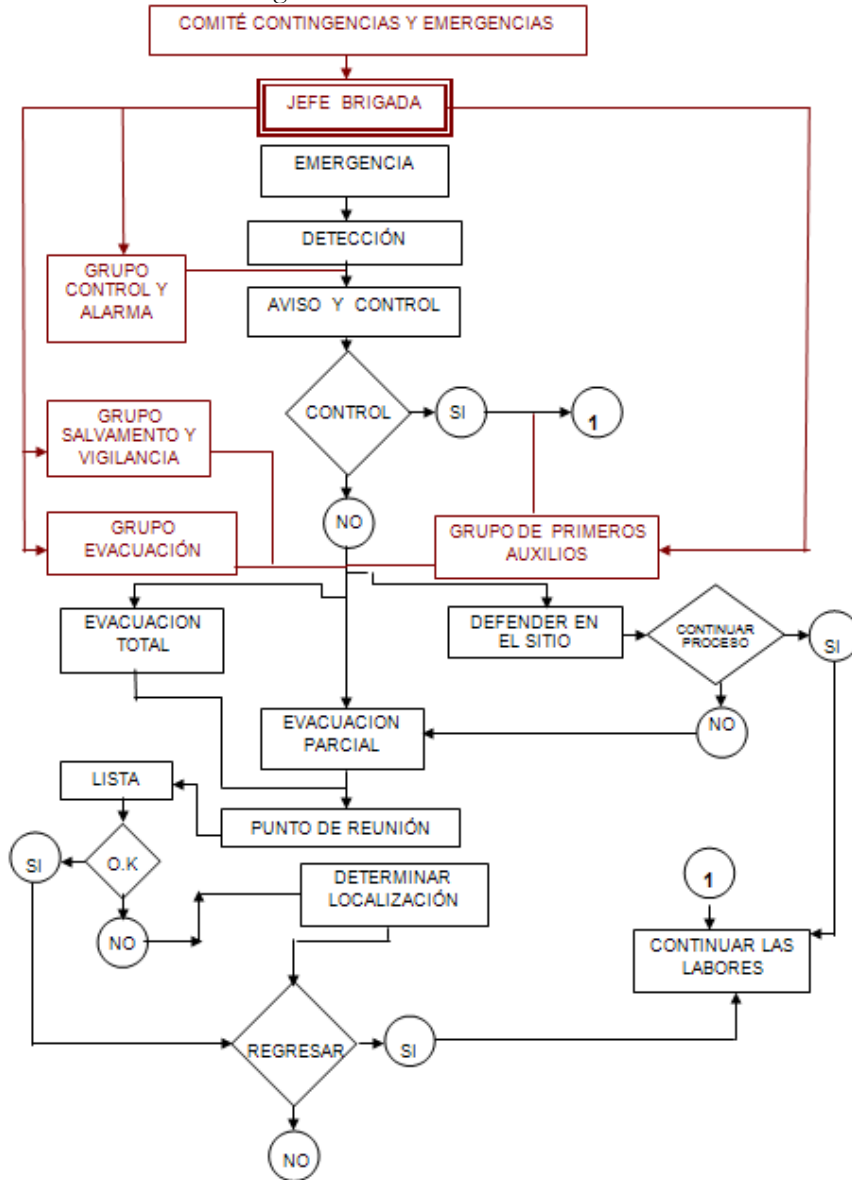 COMITÉ CONTINGENCIAS Y EMERGENCIAS
JEFE BRIGADA
EMERGENCIA
DETECCIÓN
GRUPO
CONTROL Y
ALARMA
AVISO Y CONTROL
CONTROL
SI
1
GRUPO
SALVAMENTO Y
VIGILANCIA
NO
GRUPO
EVACUACIÓN
GRUPO DE PRIMEROS
AUXILIOS
EVACUACION
TOTAL
DEFENDER EN
EL SITIO
CONTINUAR
PROCESO
SI
NO
EVACUACION
PARCIAL
LISTA
PUNTO DE REUNIÓN
SI
O.K
NO
DETERMINAR
LOCALIZACIÓN
1
CONTINUAR LAS
LABORES
REGRESAR
SI
NO